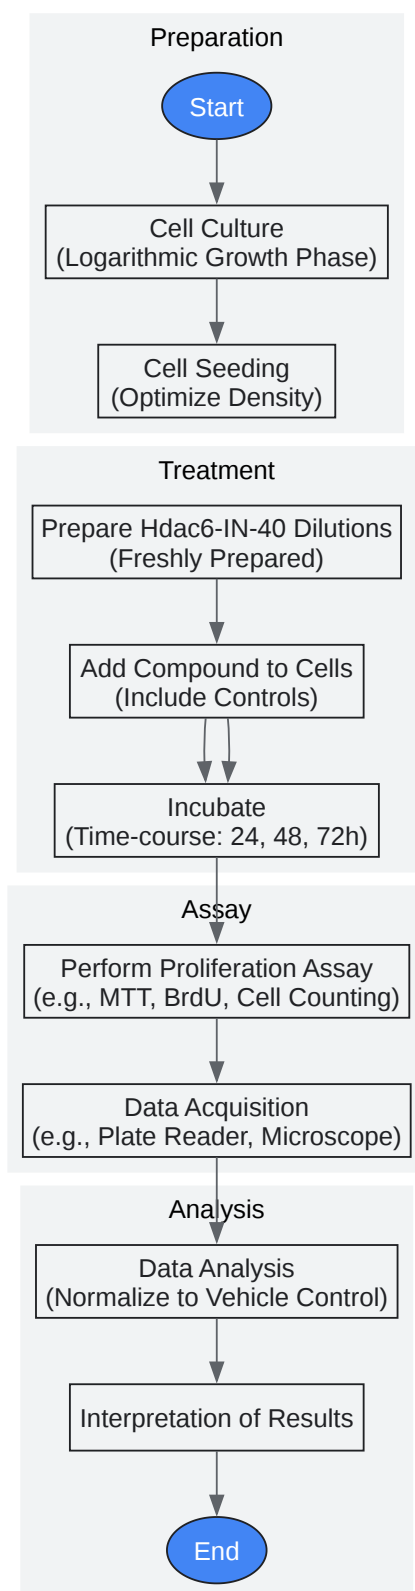 Preparation
Start
Cell Culture
(Logarithmic Growth Phase)
Cell Seeding
(Optimize Density)
Treatment
Prepare Hdac6-IN-40 Dilutions
(Freshly Prepared)
Add Compound to Cells
(Include Controls)
Incubate
(Time-course: 24, 48, 72h)
Assay
Perform Proliferation Assay
(e.g., MTT, BrdU, Cell Counting)
Data Acquisition
(e.g., Plate Reader, Microscope)
Analysis
Data Analysis
(Normalize to Vehicle Control)
Interpretation of Results
End